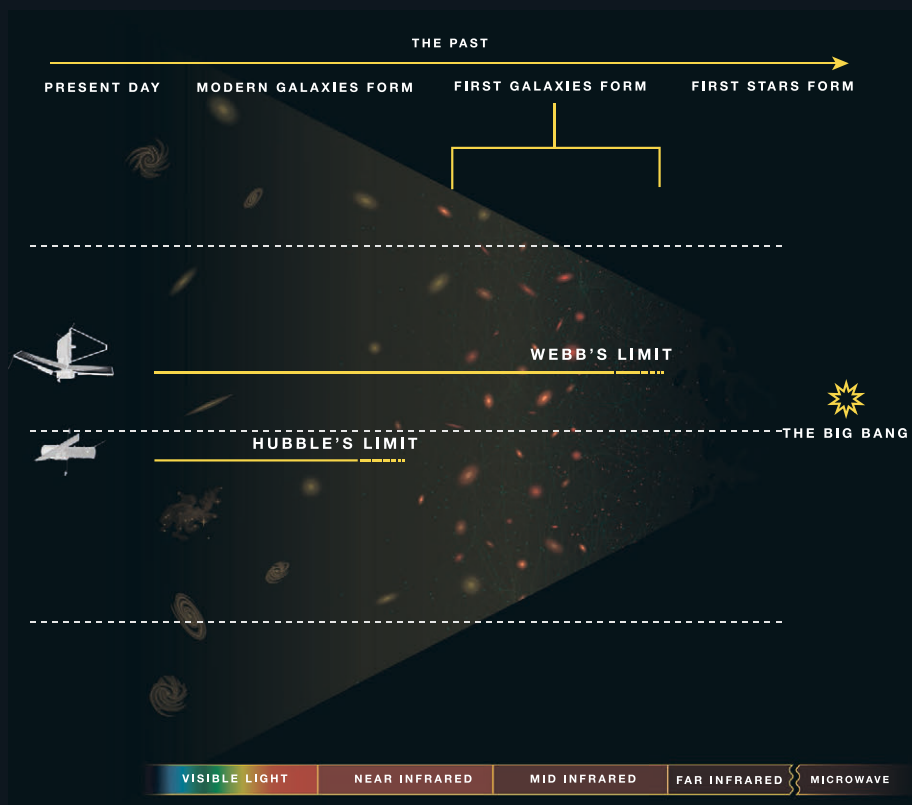 THE PAST
PRESENT DAY
MODERN GALAXIES FORM
FIRST GALAXIES FORM
FIRST STARS FORM
WEBB'S LIMIT
THE BIG BANG
HUBBLE'S LIMIT
VISIBLE LIGHT
NEAR INFRARED
MID INFRARED
FAR INFRARED
MICROWAVE